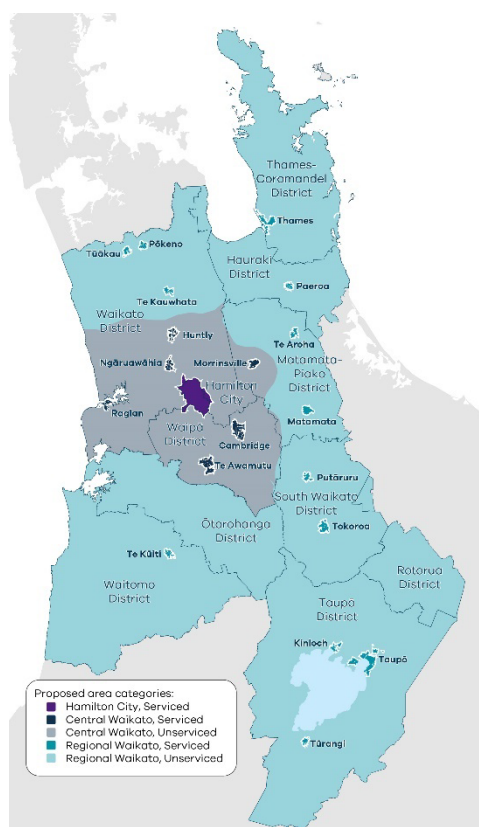 Thames-
Coromandel
District
Thames
Pōkeno
Tūākau
Hauraki
District
Paeroa
Te Kauwhata
Waikato
District
Huntly
Te Aroha
Ngāruawāhia
Morrinsville
Matamata-
Piako
District
Hamilton
City
Raglan
Matamata
Waipā
District
Cambridge
Te Awamutu
Putāruru
South Waikato
District
Tokoroa
Ōtorohanga
District
Te Kūiti
Waitomo
District
Rotorua
District
Taupō
District
Kinloch
Taupō
Tūrangi
Proposed area categories:
Hamilton City, Serviced
Central Waikato, Serviced
Central Waikato, Unserviced
Regional Waikato, Serviced
Regional Waikato, Unserviced